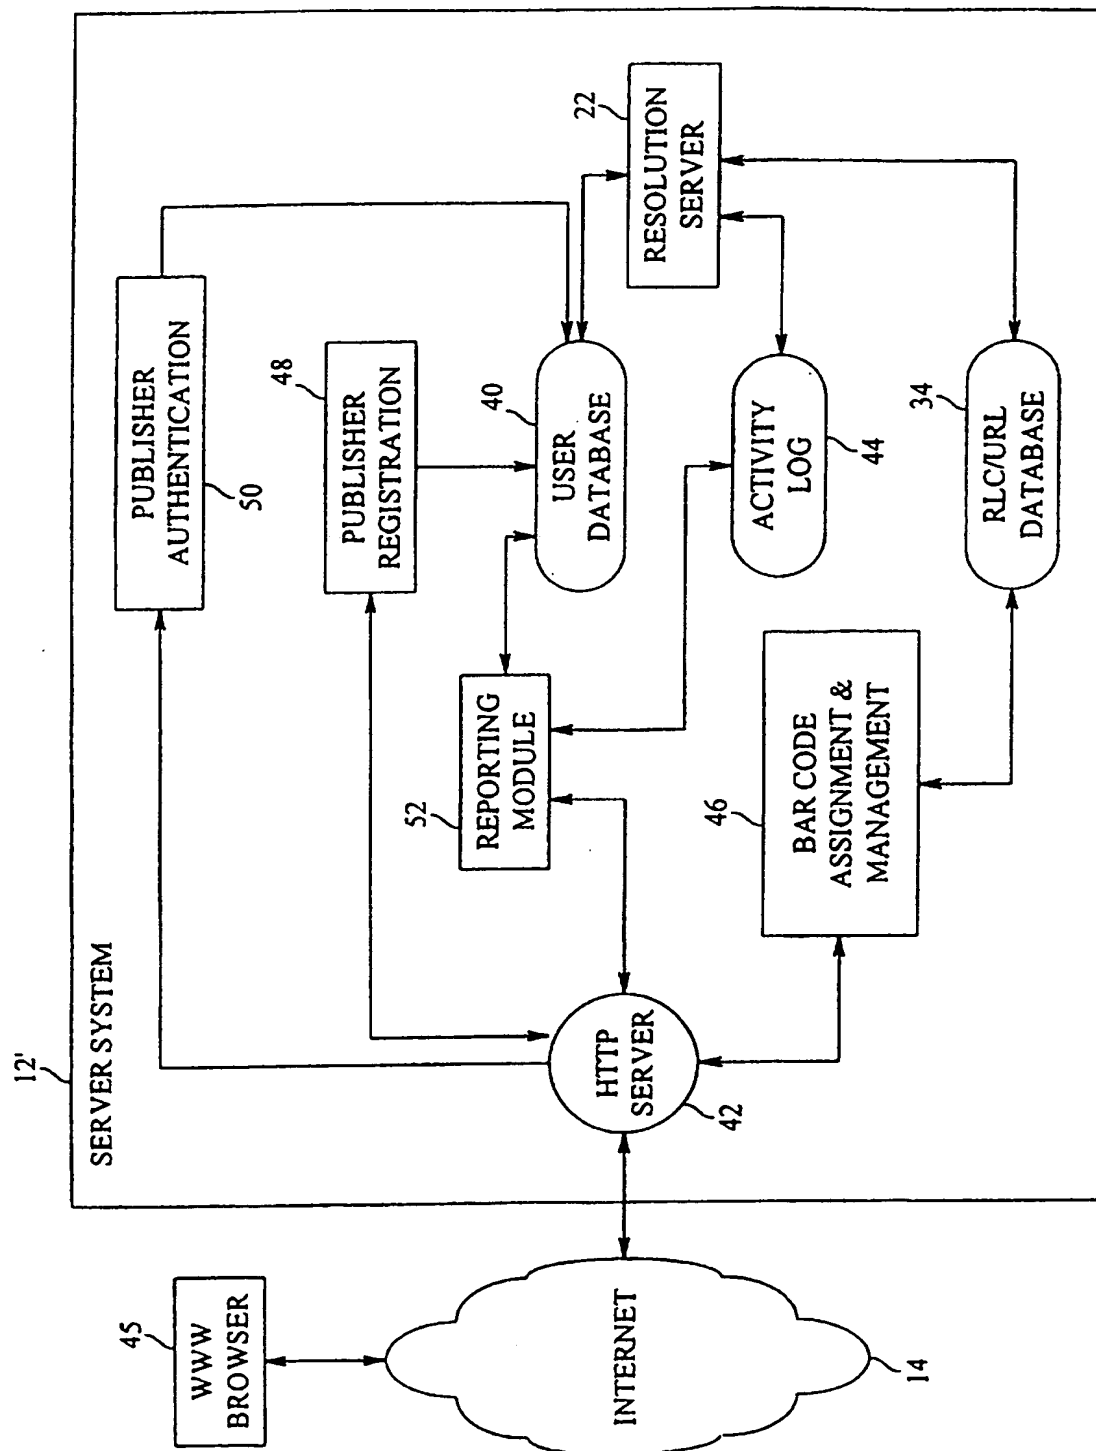 12'
SERVER SYSTEM
45
WWW
BROWSER
INTERNET
14
HTTP
SERVER
42
PUBLISHER
AUTHENTICATION
50
48
PUBLISHER
REGISTRATION
52
REPORTING
MODULE
40
USER
DATABASE
22
RESOLUTION
SERVER
ACTIVITY
LOG
44
46
BAR CODE
ASSIGNMENT &
MANAGEMENT
34
RLC/URL
DATABASE